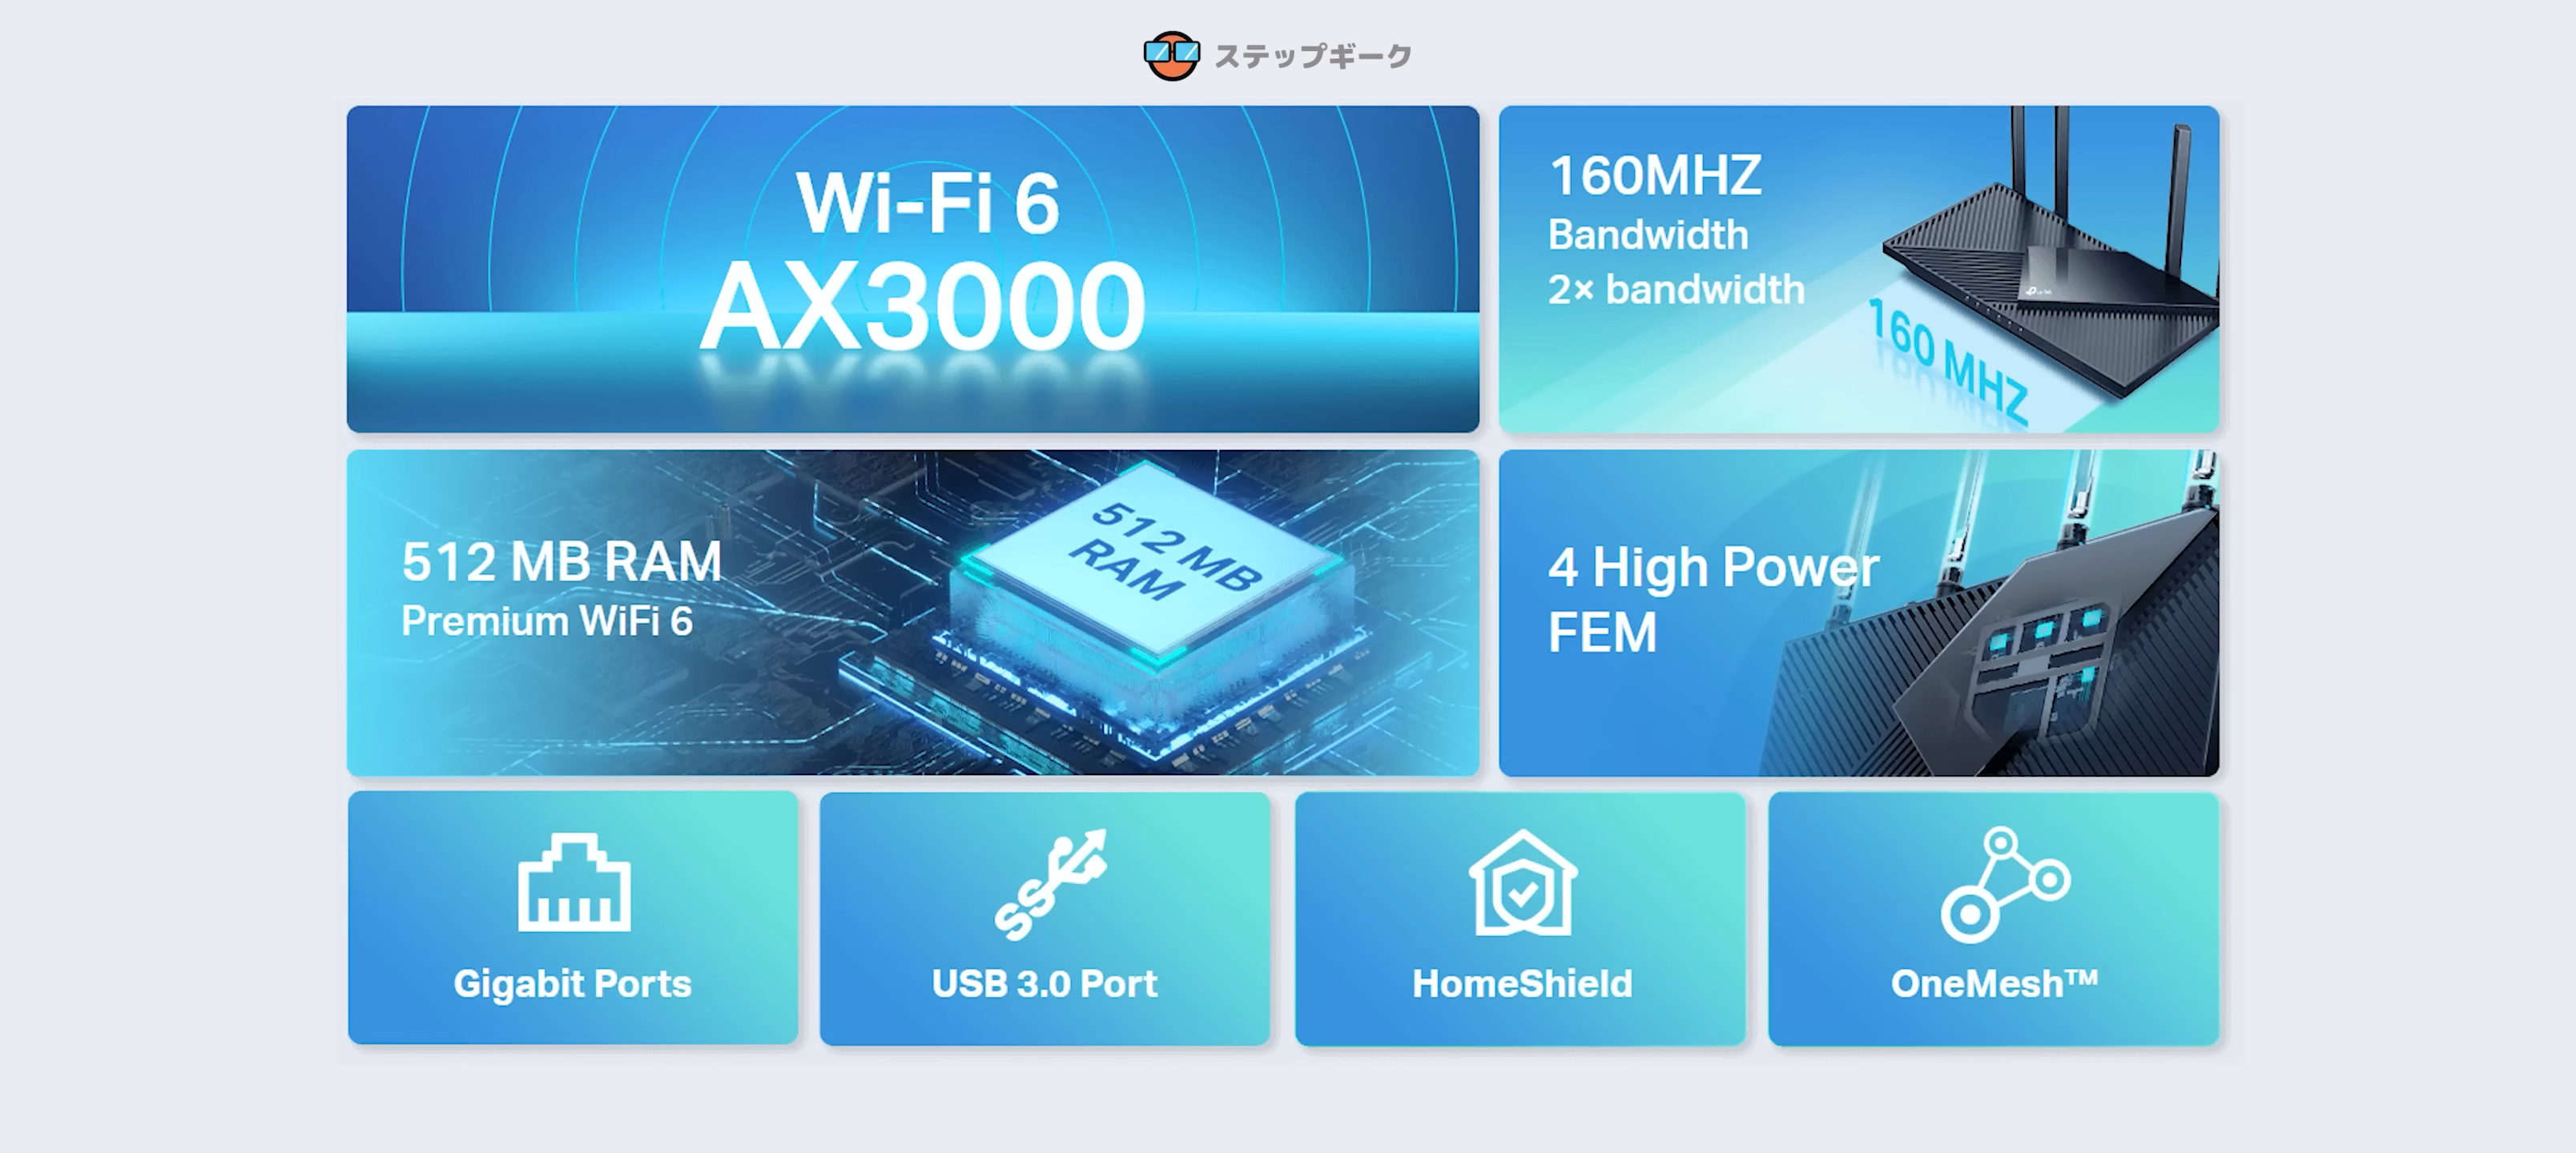 ステップギーク
Wi-Fi 6
AX3000
160MHZ
Bandwidth
2× bandwidth
160 MHZ
512 MB RAM
Premium WiFi 6
512 MB
RAM
4 High Power
FEM
Gigabit Ports
SS
USB 3.0 Port
HomeShield
OneMesh™